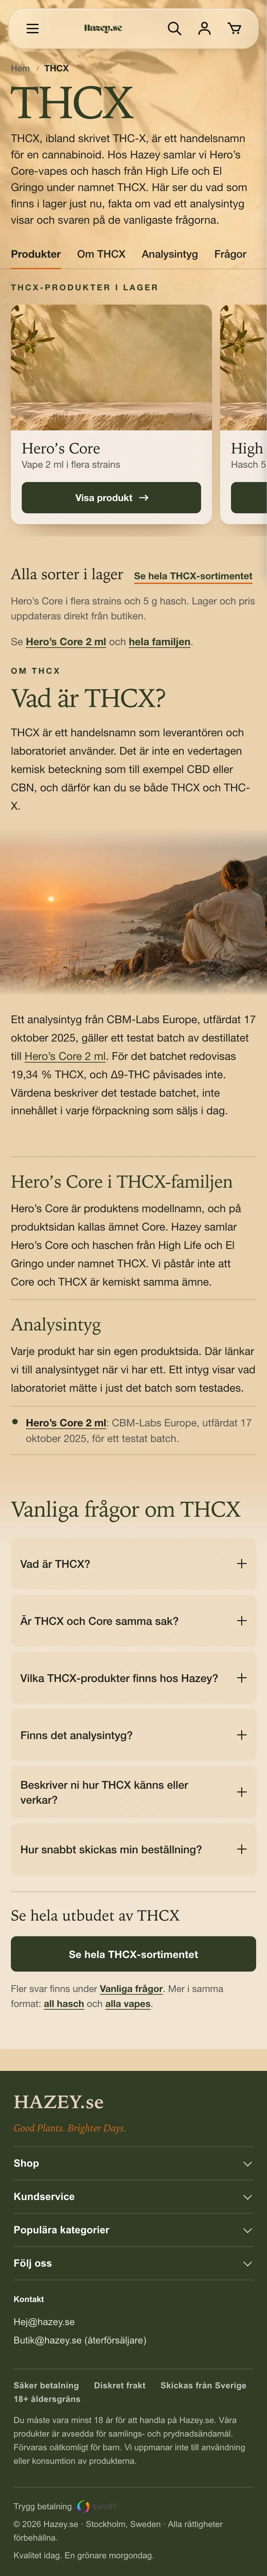 Hazey.se
Hem / THCX
THCX
THCX, ibland skrivet THC-X, är ett handelsnamn
för en cannabinoid. Hos Hazey samlar vi Hero’s
Core-vapes och hasch från High Life och El
Gringo under namnet THCX. Här ser du vad som
finns i lager just nu, fakta om vad ett analysintyg
visar och svaren på de vanligaste frågorna.
Produkter Om THCX Analysintyg Frågor
THCX-PRODUKTER I LAGER
Hero’s Core
Vape 2 ml i flera strains
Visa produkt →
High
Hasch 5
Alla sorter i lager Se hela THCX-sortimentet
Hero’s Core i flera strains och 5 g hasch. Lager och pris
uppdateras direkt från butiken.
Se Hero’s Core 2 ml och hela familjen.
OM THCX
Vad är THCX?
THCX är ett handelsnamn som leverantören och
laboratoriet använder. Det är inte en vedertagen
kemisk beteckning som till exempel CBD eller
CBN, och därför kan du se både THCX och THC-
X.
Ett analysintyg från CBM-Labs Europe, utfärdat 17
oktober 2025, gäller ett testat batch av destillatet
till Hero’s Core 2 ml. För det batchet redovisas
19,34 % THCX, och Δ9-THC påvisades inte.
Värdena beskriver det testade batchet, inte
innehållet i varje förpackning som säljs i dag.
Hero’s Core i THCX-familjen
Hero’s Core är produktens modellnamn, och på
produktsidan kallas ämnet Core. Hazey samlar
Hero’s Core och haschen från High Life och El
Gringo under namnet THCX. Vi påstår inte att
Core och THCX är kemiskt samma ämne.
Analysintyg
Varje produkt har sin egen produktsida. Där länkar
vi till analysintyget när vi har ett. Ett intyg visar vad
laboratoriet mätte i just det batch som testades.
Hero’s Core 2 ml: CBM-Labs Europe, utfärdat 17
oktober 2025, för ett testat batch.
Vanliga frågor om THCX
Vad är THCX?
Är THCX och Core samma sak?
Vilka THCX-produkter finns hos Hazey?
Finns det analysintyg?
Beskriver ni hur THCX känns eller
verkar?
Hur snabbt skickas min beställning?
Se hela utbudet av THCX
Se hela THCX-sortimentet
Fler svar finns under Vanliga frågor. Mer i samma
format: all hasch och alla vapes.
HAZEY.se
Good Plants. Brighter Days.
Shop
Kundservice
Populära kategorier
Följ oss
Kontakt
Hej@hazey.se
Butik@hazey.se (återförsäljare)
Säker betalning Diskret frakt Skickas från Sverige
18+ åldersgräns
Du måste vara minst 18 år för att handla på Hazey.se. Våra
produkter är avsedda för samlings- och prydnadsändamål.
Förvaras oåtkomligt för barn. Vi uppmanar inte till användning
eller konsumtion av produkterna.
Trygg betalning swish
© 2026 Hazey.se · Stockholm, Sweden · Alla rättigheter
förbehållna.
Kvalitet idag. En grönare morgondag.